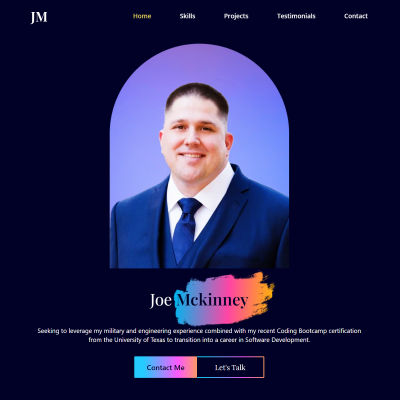 JM
Home Skills Projects Testimonials Contact
Joe Mckinney
Seeking to leverage my military and engineering experience combined with my recent Coding Bootcamp certification
from the University of Texas to transition into a career in Software Development.
Contact Me Let's Talk